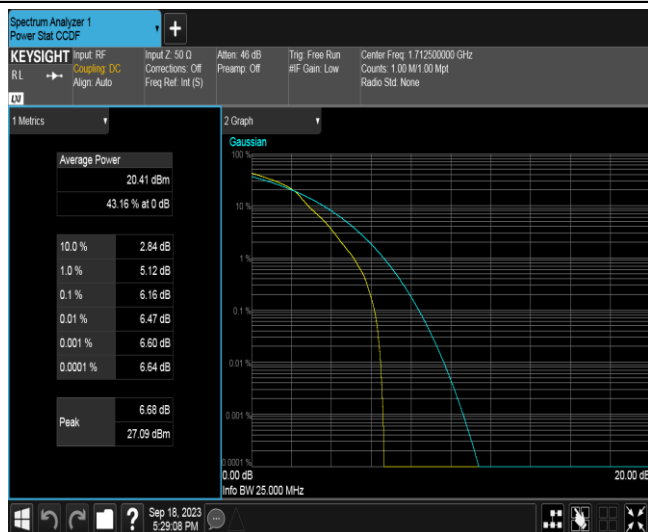 Spectrum Analyzer 1
Power Stat CCDF
+
KEYSIGHT
RL
Input: RF
Coupling: DC
Align: Auto
Input Z: 50 Ω
Corrections: Off
Freq Ref: Int (S)
Atten: 46 dB
Preamp: Off
Trig: Free Run
#IF Gain: Low
Center Freq: 1.712500000 GHz
Counts: 1.00 M/1.00 Mpt
Radio Std: None
LXI
1 Metrics
Average Power
20.41 dBm
43.16 % at 0 dB
10.0 % 2.84 dB
1.0 % 5.12 dB
0.1 % 6.16 dB
0.01 % 6.47 dB
0.001 % 6.60 dB
0.0001 % 6.64 dB
Peak
6.68 dB
27.09 dBm
2 Graph
Gaussian
100 %
10 %
1 %
0.1 %
0.01 %
0.001 %
0.0001 %
0.00 dB
20.00 dB
Info BW 25.000 MHz
?
Sep 18, 2023
5:29:08 PM